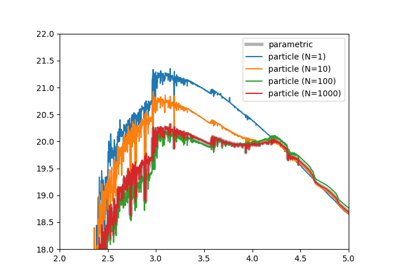 22.0
21.5
21.0
20.5
20.0
19.5
19.0
18.5
18.0
2.0 2.5 3.0 3.5 4.0 4.5 5.0
parametric
particle (N=1)
particle (N=10)
particle (N=100)
particle (N=1000)